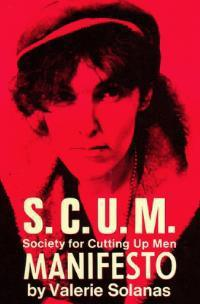 S.C.U.M.
Society for Cutting Up Men
MANIFESTO
by Valerie Solanas